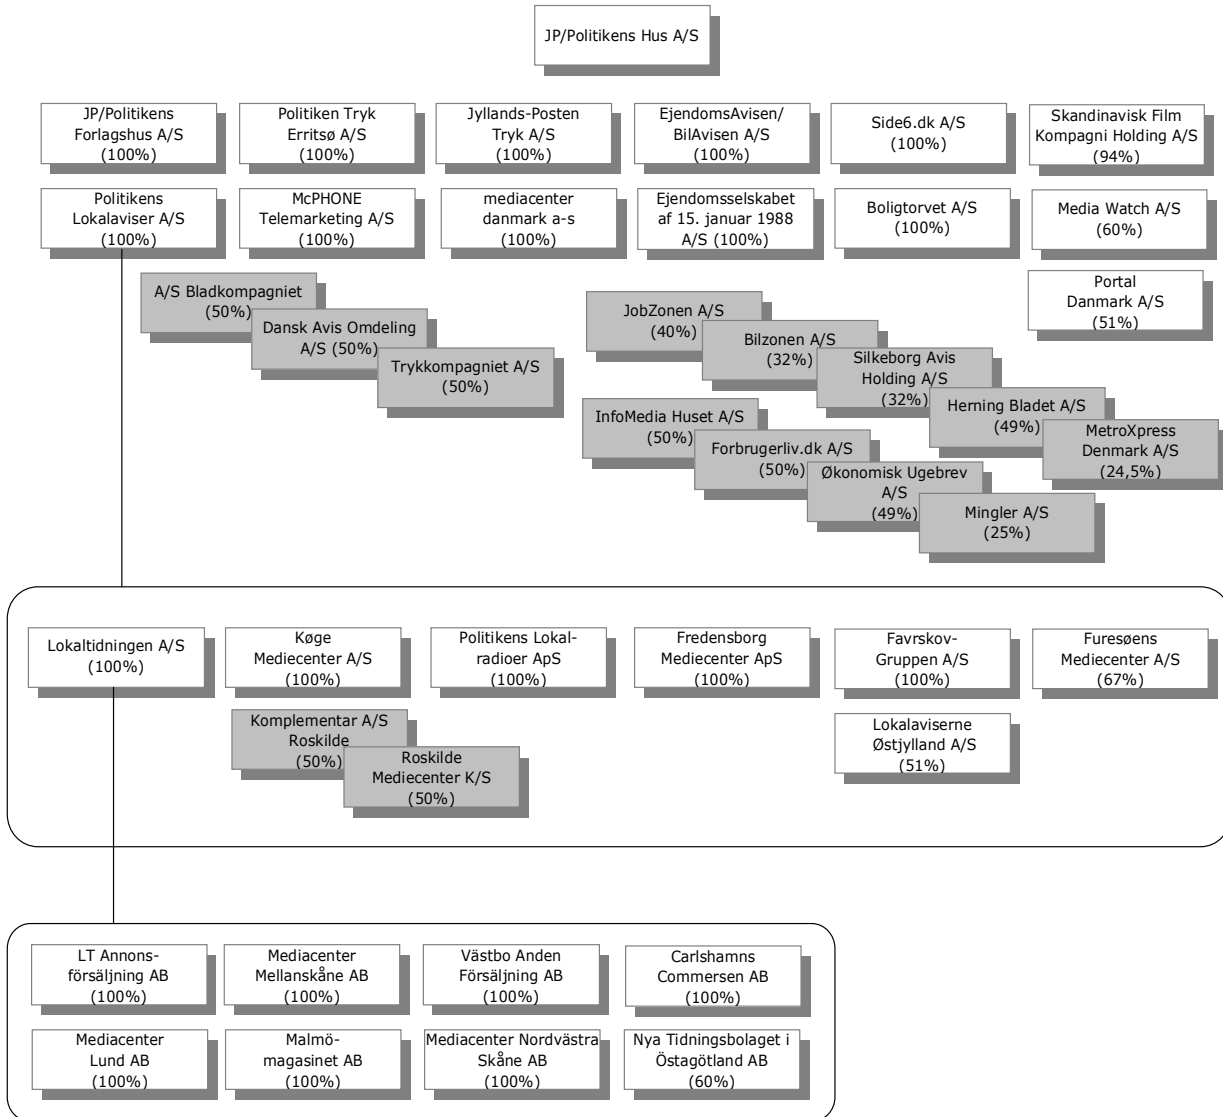 JP/Politikens Hus A/S
JP/Politikens
Forlagshus A/S
(100%)
Politiken Tryk
Erritsø A/S
(100%)
Jyllands-Posten
Tryk A/S
(100%)
EjendomsAvisen/
BilAvisen A/S
(100%)
Side6.dk A/S
(100%)
Skandinavisk Film
Kompagni Holding A/S
(94%)
Politikens
Lokalaviser A/S
(100%)
McPHONE
Telemarketing A/S
(100%)
mediacenter
danmark a-s
(100%)
Ejendomsselskabet
af 15. januar 1988
A/S (100%)
Boligtorvet A/S
(100%)
Media Watch A/S
(60%)
Portal
Danmark A/S
(51%)
A/S Bladkompagniet
(50%)
Dansk Avis Omdeling
A/S (50%)
Trykkompagniet A/S
(50%)
JobZonen A/S
(40%)
Bilzonen A/S
(32%)
Silkeborg Avis
Holding A/S
(32%)
Herning Bladet A/S
(49%)
MetroXpress
Denmark A/S
(24,5%)
InfoMedia Huset A/S
(50%)
Forbrugerliv.dk A/S
(50%)
Økonomisk Ugebrev
A/S
(49%)
Mingler A/S
(25%)
Lokaltidningen A/S
(100%)
Køge
Mediecenter A/S
(100%)
Politikens Lokal-
radioer ApS
(100%)
Fredensborg
Mediecenter ApS
(100%)
Favrskov-
Gruppen A/S
(100%)
Furesøens
Mediecenter A/S
(67%)
Komplementar A/S
Roskilde
(50%)
Roskilde
Mediecenter K/S
(50%)
Lokalaviserne
Østjylland A/S
(51%)
LT Annons-
försäljning AB
(100%)
Mediacenter
Mellanskåne AB
(100%)
Västbo Anden
Försäljning AB
(100%)
Carlshamns
Commersen AB
(100%)
Mediacenter
Lund AB
(100%)
Malmö-
magasinet AB
(100%)
Mediacenter Nordvästra
Skåne AB
(100%)
Nya Tidningsbolaget i
Östagötland AB
(60%)